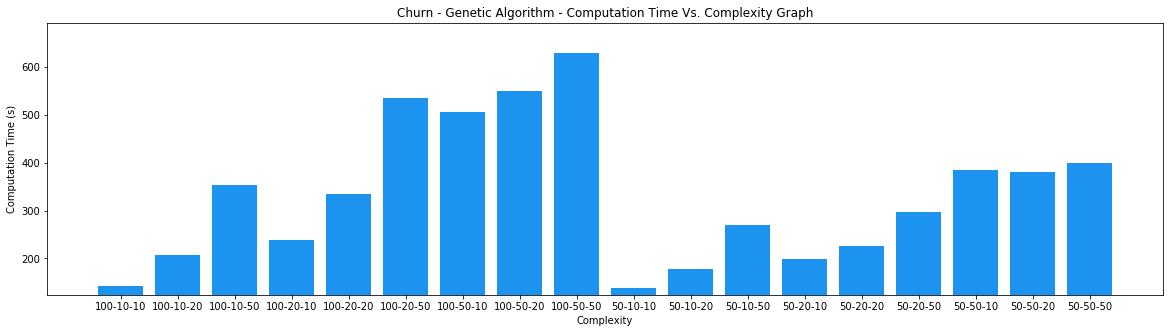 Churn - Genetic Algorithm - Computation Time Vs. Complexity Graph
Computation Time (s)
600
500
400
300
200
100-10-10 100-10-20 100-10-50 100-20-10 100-20-20 100-20-50 100-50-10 100-50-20 100-50-50 50-10-10 50-10-20 50-10-50 50-20-10 50-20-20 50-20-50 50-50-10 50-50-20 50-50-50
Complexity